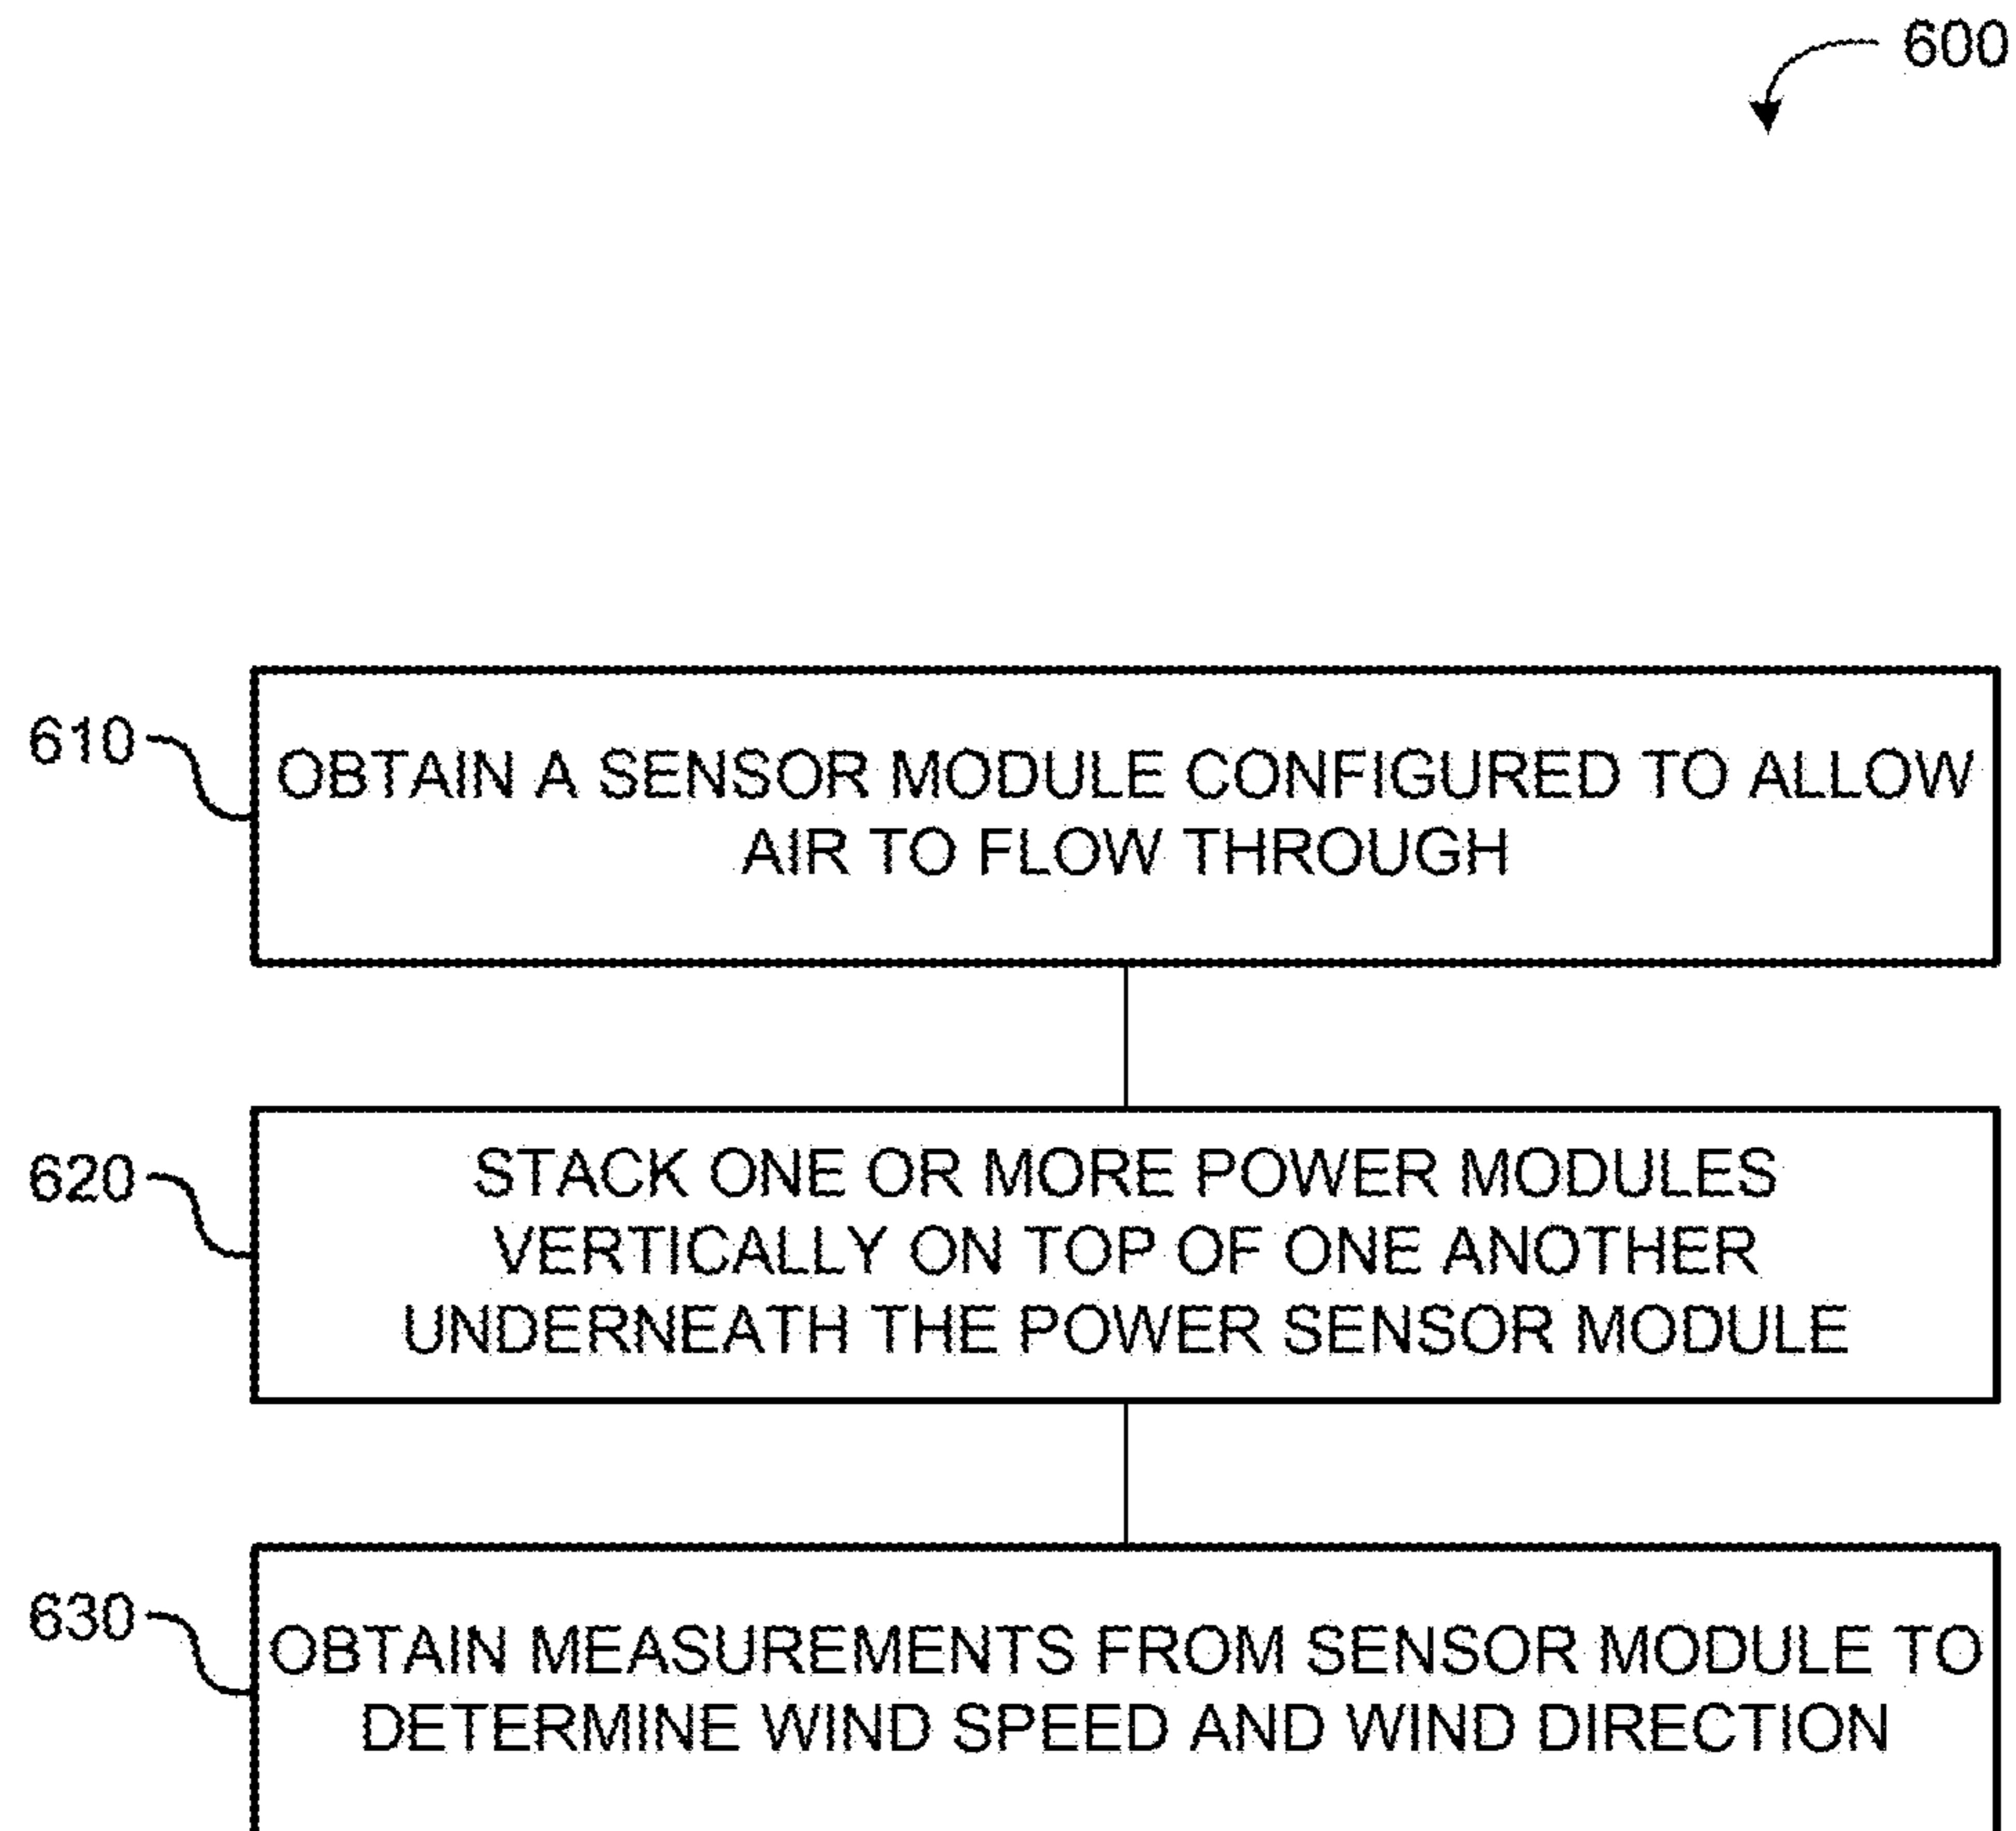 600
610
OBTAIN A SENSOR MODULE CONFIGURED TO ALLOW
AIR TO FLOW THROUGH
620
STACK ONE OR MORE POWER MODULES
VERTICALLY ON TOP OF ONE ANOTHER
UNDERNEATH THE POWER SENSOR MODULE
630
OBTAIN MEASUREMENTS FROM SENSOR MODULE TO
DETERMINE WIND SPEED AND WIND DIRECTION